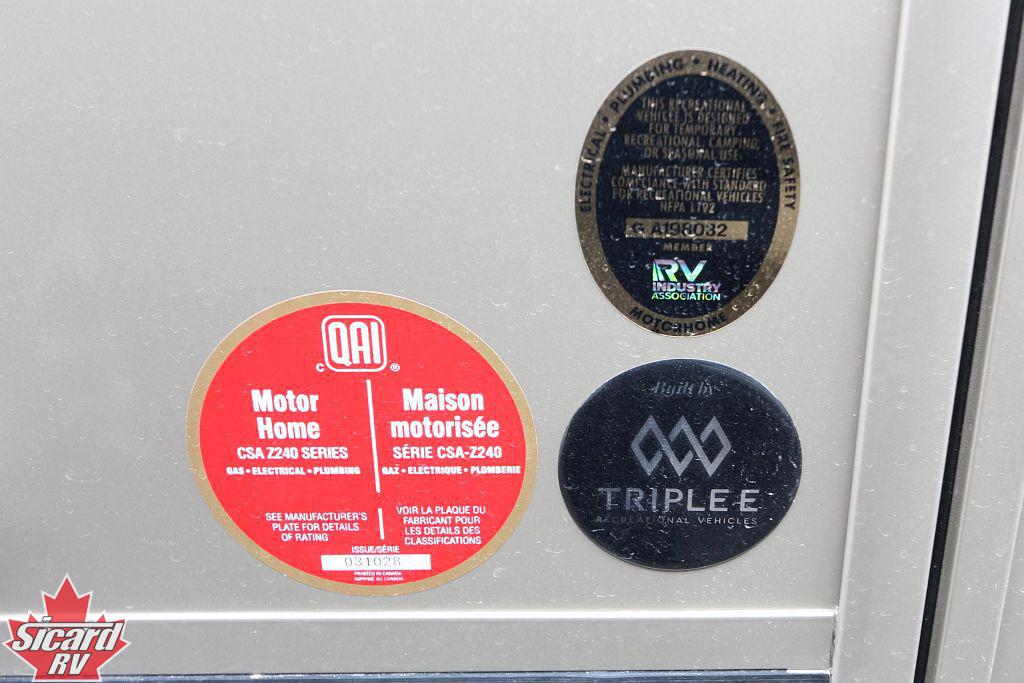 ELECTRICAL • PLUMBING • HEATING • FIRE SAFETY
THIS RECREATIONAL
VEHICLE IS DESIGNED
FOR TEMPORARY
RECREATIONAL, CAMPING,
OR SEASONAL USE
MANUFACTURER CERTIFIES
COMPLIANCE WITH STANDARD
FOR RECREATIONAL VEHICLES
NFPA 1192
G A198032
MEMBER
RV
INDUSTRY
ASSOCIATION
MOTORHOME
C QAI ®
Motor
Home
CSA Z240 SERIES
GAS • ELECTRICAL • PLUMBING
SEE MANUFACTURER'S
PLATE FOR DETAILS
OF RATING
Maison
motorisée
SÉRIE CSA-Z240
GAZ • ELECTRIQUE • PLOMBERIE
VOIR LA PLAQUE DU
FABRICANT POUR
LES DETAILS DES
CLASSIFICATIONS
ISSUE/SÉRIE
031028
PRINTED IN CANADA
IMPRIME AU CANADA
Built by
TRIPLE E
RECREATIONAL VEHICLES
Sicard
RV